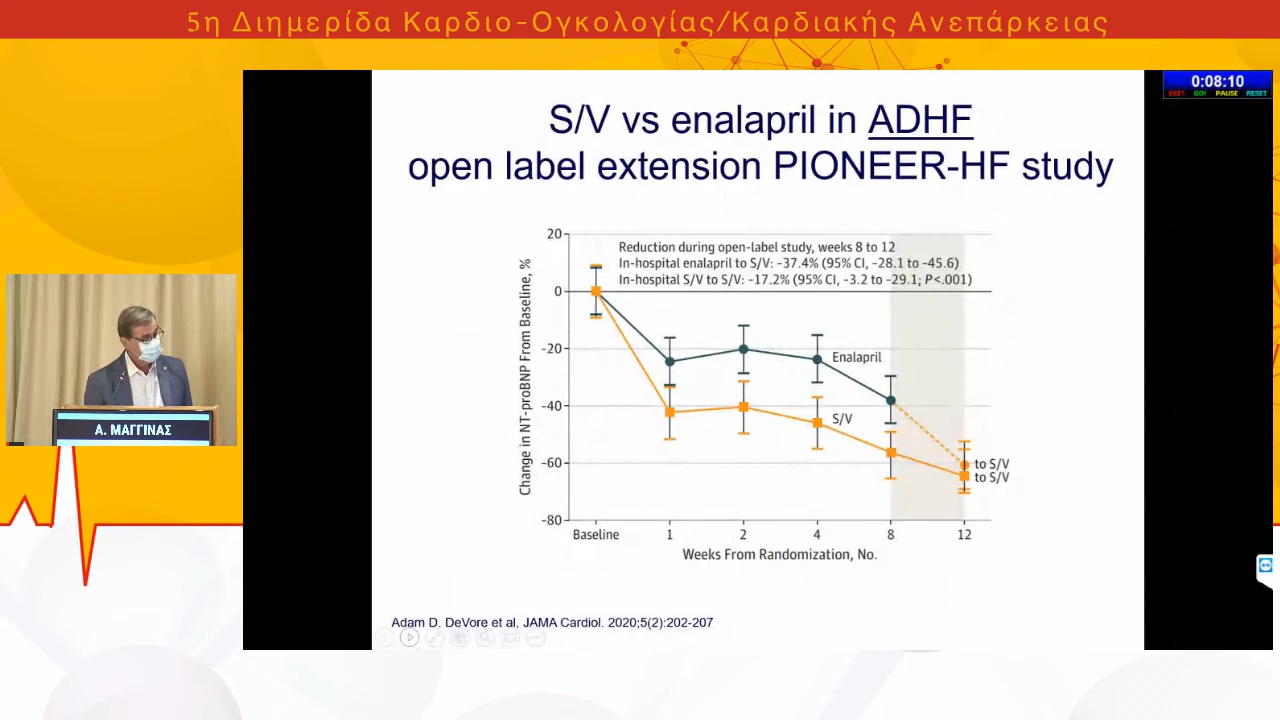 5η Διημερίδα Καρδιο-Ογκολογίας/Καρδιακής Ανεπάρκειας
0:08:10
EXIT GO! PAUSE RESET
S/V vs enalapril in ADHF
open label extension PIONEER-HF study
Reduction during open-label study, weeks 8 to 12
In-hospital enalapril to S/V: -37.4% (95% CI, -28.1 to -45.6)
In-hospital S/V to S/V: -17.2% (95% CI, -3.2 to -29.1; P<.001)
Change in NT-proBNP From Baseline, %
20
0
-20
-40
-60
-80
Enalapril
S/V
to S/V
to S/V
Baseline 1 2 4 8 12
Weeks From Randomization, No.
Α. ΜΑΓΓΙΝΑΣ
Adam D. DeVore et al, JAMA Cardiol. 2020;5(2):202-207